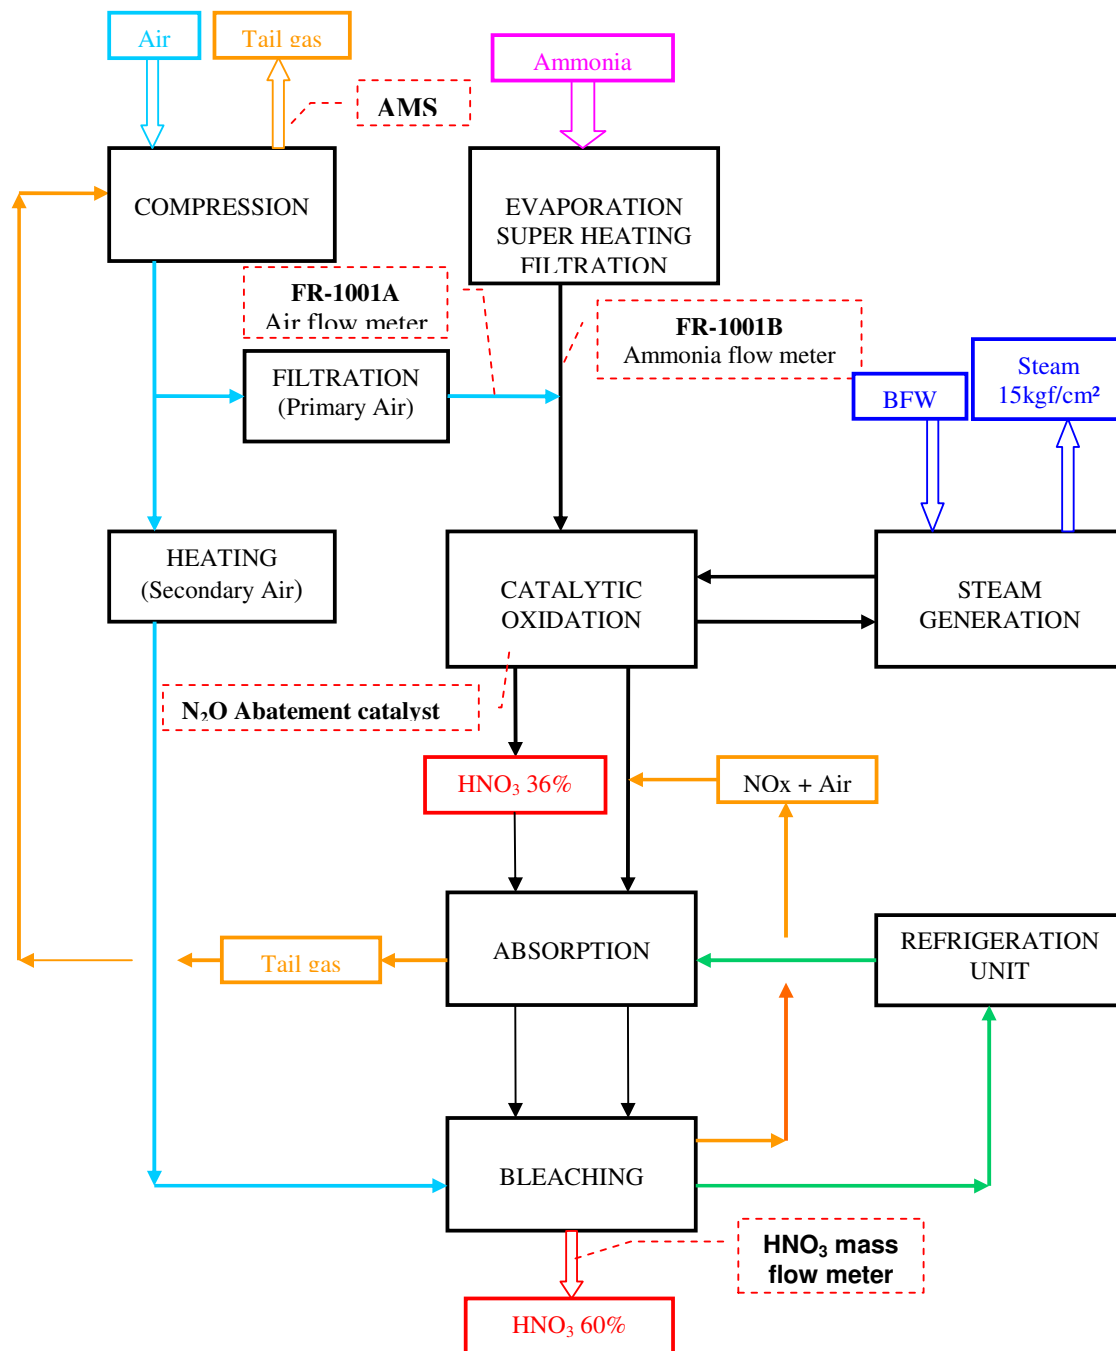 Air
Tail gas
Ammonia
AMS
COMPRESSION
EVAPORATION
SUPER HEATING
FILTRATION
FR-1001A
Air flow meter
FR-1001B
Ammonia flow meter
FILTRATION
(Primary Air)
BFW
Steam
15kgf/cm²
HEATING
(Secondary Air)
CATALYTIC
OXIDATION
STEAM
GENERATION
N₂O Abatement catalyst
HNO₃ 36%
NOx + Air
ABSORPTION
Tail gas
REFRIGERATION
UNIT
BLEACHING
HNO₃ mass
flow meter
HNO₃ 60%